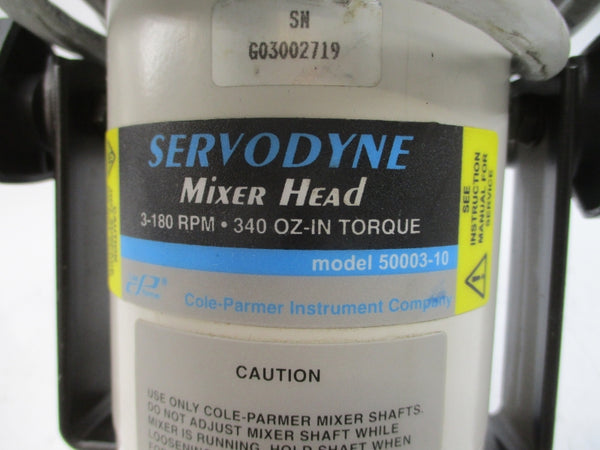 SN
G03002719
SERVODYNE
MIXER HEAD
3-180 RPM • 340 OZ-IN TORQUE
model 50003-10
Cole-Parmer Instrument Company
SEE
INSTRUCTION
MANUAL FOR
SERVICE
CAUTION
USE ONLY COLE-PARMER MIXER SHAFTS.
DO NOT ADJUST MIXER SHAFT WHILE
MIXER IS RUNNING. HOLD SHAFT WHEN
LOOSENING